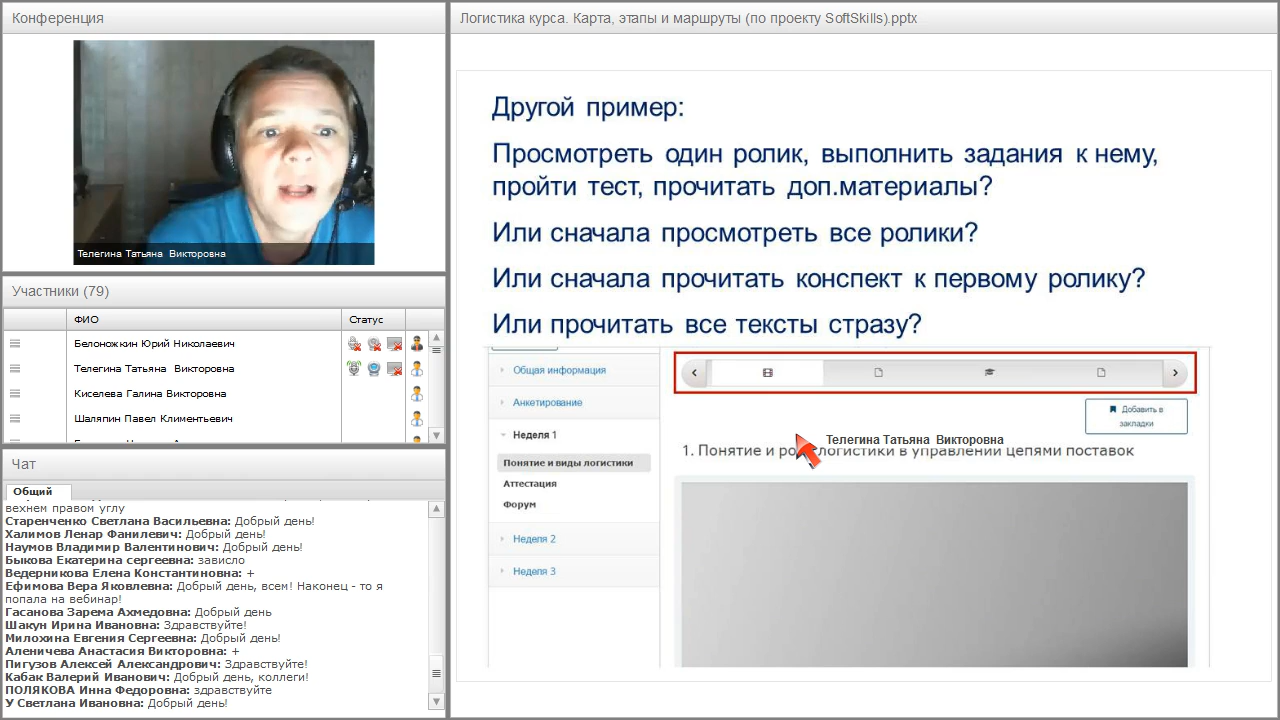 Конференция
Телегина Татьяна Викторовна
Участники (79)
ФИО Статус
Белоножкин Юрий Николаевич
Телегина Татьяна Викторовна
Киселева Галина Викторовна
Шаляпин Павел Климентьевич
Чат
Общий
вехнем правом углу
Старенченко Светлана Васильевна: Добрый день!
Халимов Ленар Фанилевич: Добрый день!
Наумов Владимир Валентинович: Добрый день!
Быкова Екатерина сергеевна: зависло
Ведерникова Елена Константиновна: +
Ефимова Вера Яковлевна: Добрый день, всем! Наконец - то я
попала на вебинар!
Гасанова Зарема Ахмедовна: Добрый день
Шакун Ирина Ивановна: Здравствуйте!
Милохина Евгения Сергеевна: Добрый день!
Аленичева Анастасия Викторовна: +
Пигузов Алексей Александрович: Здравствуйте!
Кабак Валерий Иванович: Добрый день, коллеги!
ПОЛЯКОВА Инна Федоровна: здравствуйте
У Светлана Ивановна: Добрый день!
Логистика курса. Карта, этапы и маршруты (по проекту SoftSkills).pptx
Другой пример:
Просмотреть один ролик, выполнить задания к нему,
пройти тест, прочитать доп.материалы?
Или сначала просмотреть все ролики?
Или сначала прочитать конспект к первому ролику?
Или прочитать все тексты стразу?
Общая информация
Анкетирование
Неделя 1
Понятие и виды логистики
Аттестация
Форум
Неделя 2
Неделя 3
Добавить в
закладки
Телегина Татьяна Викторовна
1. Понятие и логистики в управлении цепями поставок